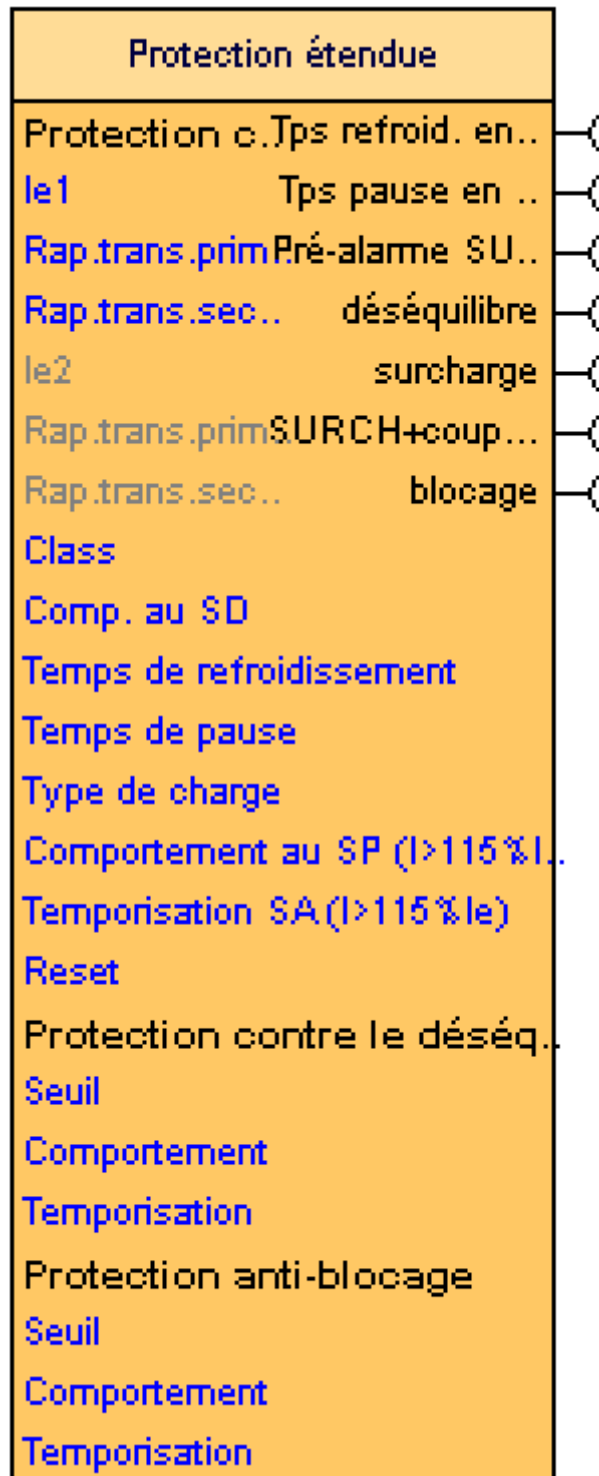 Protection étendue
Protection c.. Tps refroid. en..
Ie1 Tps pause en ..
Rap.trans.prim.. Pré-alarme SU..
Rap.trans.sec.. déséquilibre
Ie2 surcharge
Rap.trans.prim.. SURCH+coup...
Rap.trans.sec.. blocage
Class
Comp. au SD
Temps de refroidissement
Temps de pause
Type de charge
Comportement au SP (I>115%I..
Temporisation SA (I>115%Ie)
Reset
Protection contre le déséq..
Seuil
Comportement
Temporisation
Protection anti-blocage
Seuil
Comportement
Temporisation